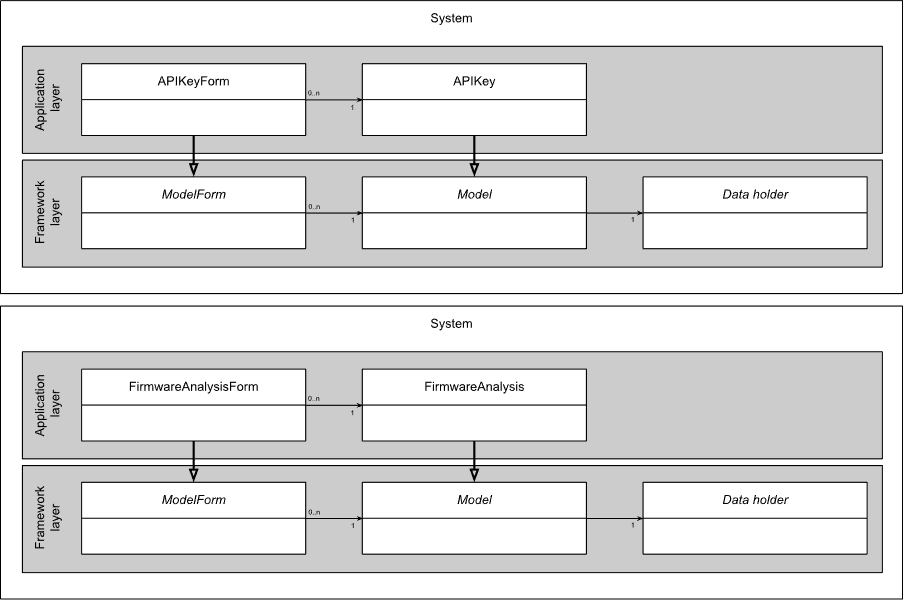 System
Application
layer
APIKeyForm
0..n
1
APIKey
Framework
layer
ModelForm
0..n
1
Model
1
Data holder
System
Application
layer
FirmwareAnalysisForm
0..n
1
FirmwareAnalysis
Framework
layer
ModelForm
0..n
1
Model
1
Data holder